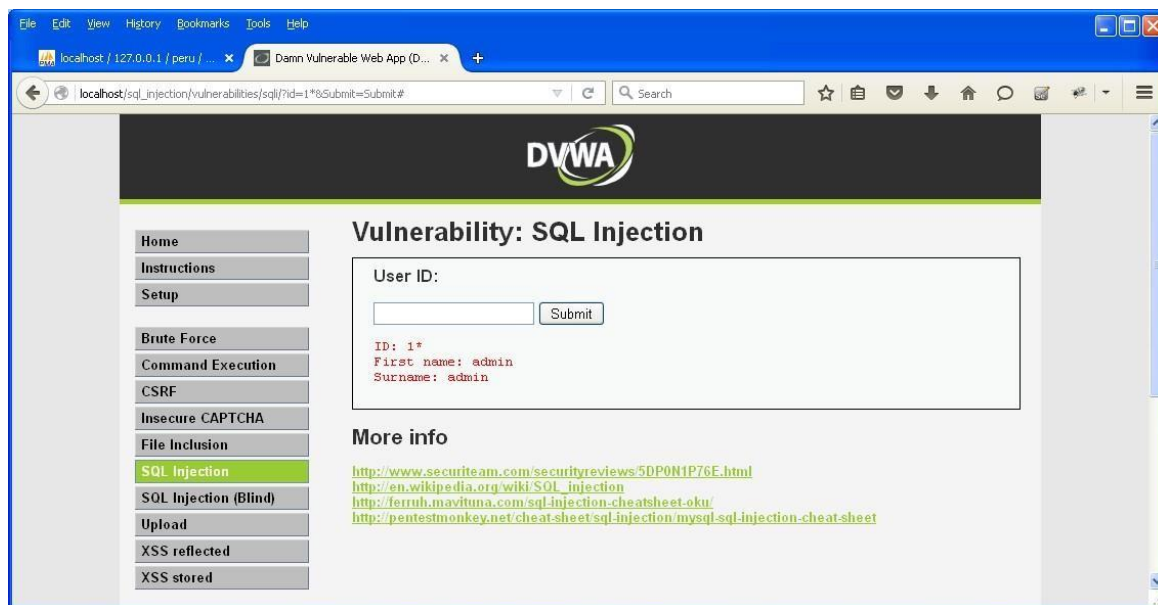 File Edit View History Bookmarks Tools Help
localhost / 127.0.0.1 / peru / ... Damn Vulnerable Web App (D...
localhost/sql_injection/vulnerabilities/sqli/?id=1*&Submit=Submit# Search
DVWA
Vulnerability: SQL Injection
Home
Instructions
Setup
Brute Force
Command Execution
CSRF
Insecure CAPTCHA
File Inclusion
SQL Injection
SQL Injection (Blind)
Upload
XSS reflected
XSS stored
User ID:
Submit
ID: 1*
First name: admin
Surname: admin
More info
http://www.securiteam.com/securityreviews/5DP0N1P76E.html
http://en.wikipedia.org/wiki/SQL_injection
http://ferruh.mavituna.com/sql-injection-cheatsheet-oku/
http://pentestmonkey.net/cheat-sheet/sql-injection/mysql-sql-injection-cheat-sheet